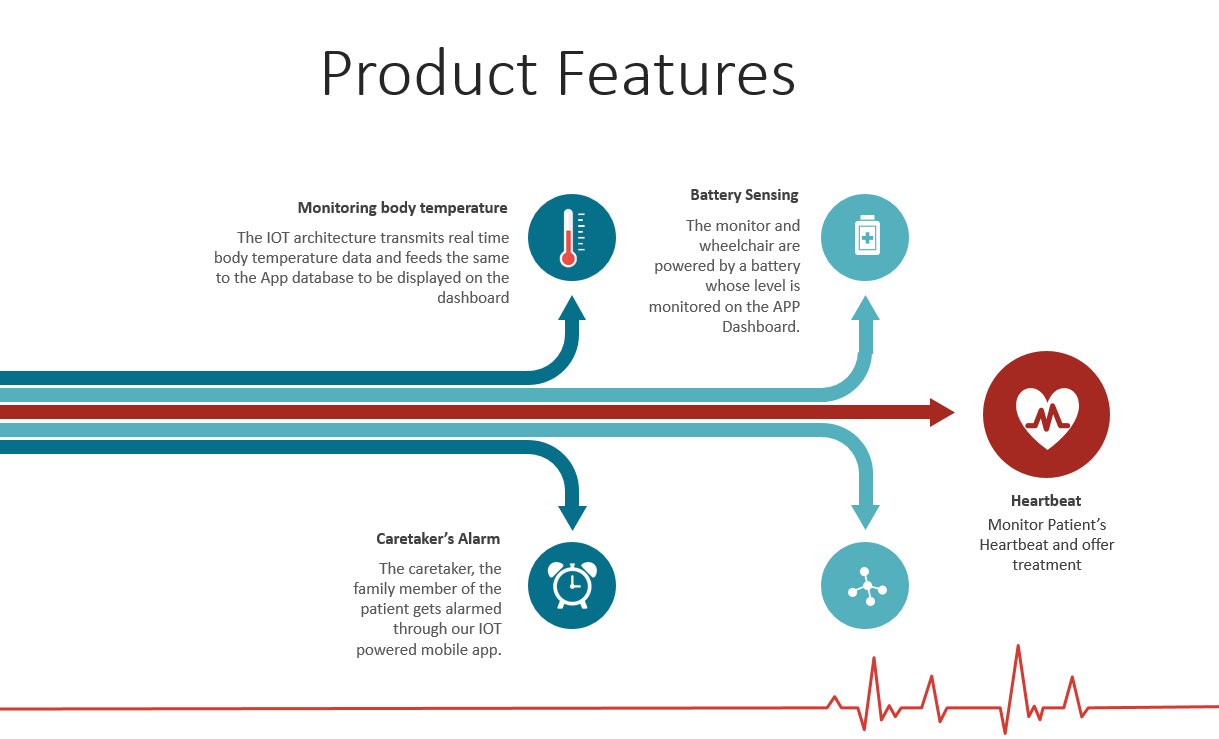 Product Features
Monitoring body temperature
The IOT architecture transmits real time
body temperature data and feeds the same
to the App database to be displayed on the
dashboard
Battery Sensing
The monitor and
wheelchair are
powered by a battery
whose level is
monitored on the APP
Dashboard.
Heartbeat
Monitor Patient’s
Heartbeat and offer
treatment
Caretaker’s Alarm
The caretaker, the
family member of the
patient gets alarmed
through our IOT
powered mobile app.